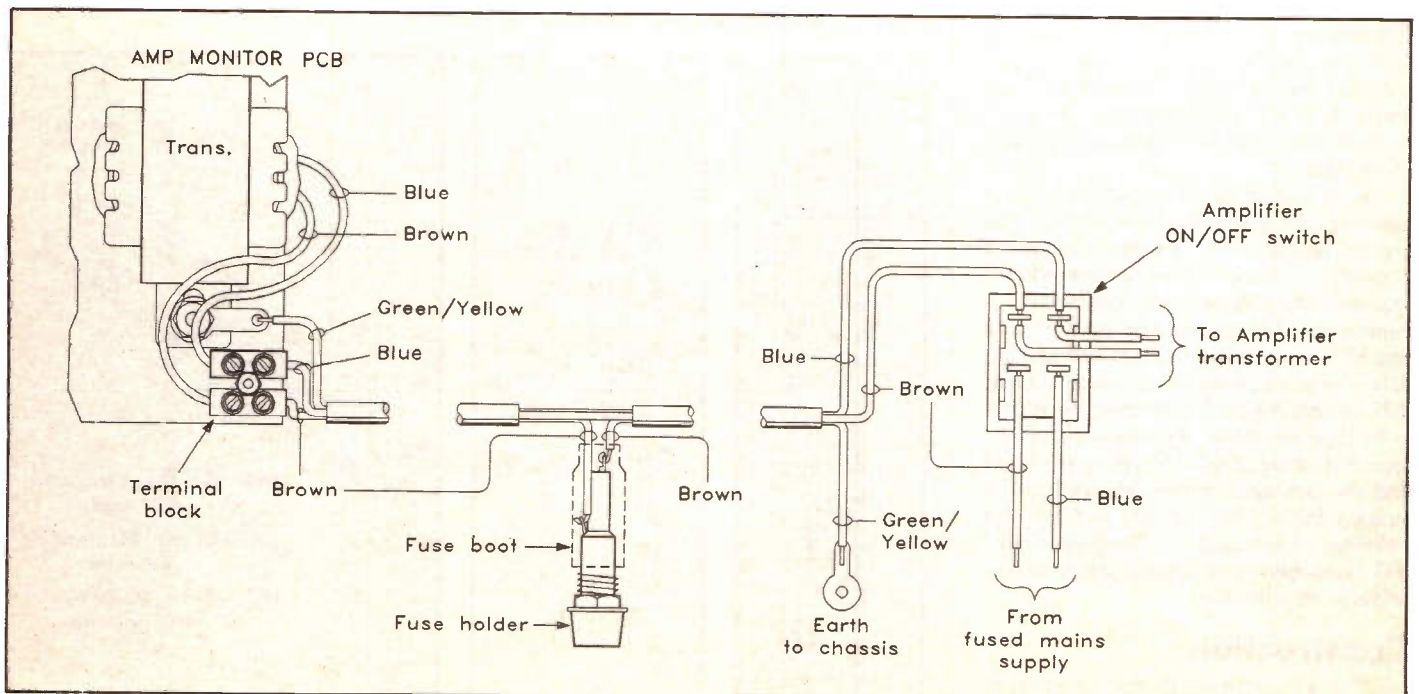 AMP MONITOR PCB
Trans.
Blue
Brown
Green/Yellow
Blue
Terminal
block
Brown
Fuse boot
Fuse holder
Brown
Blue
Brown
Green/
Yellow
Earth
to chassis
Amplifier
ON/OFF switch
To Amplifier
transformer
Blue
From
fused mains
supply